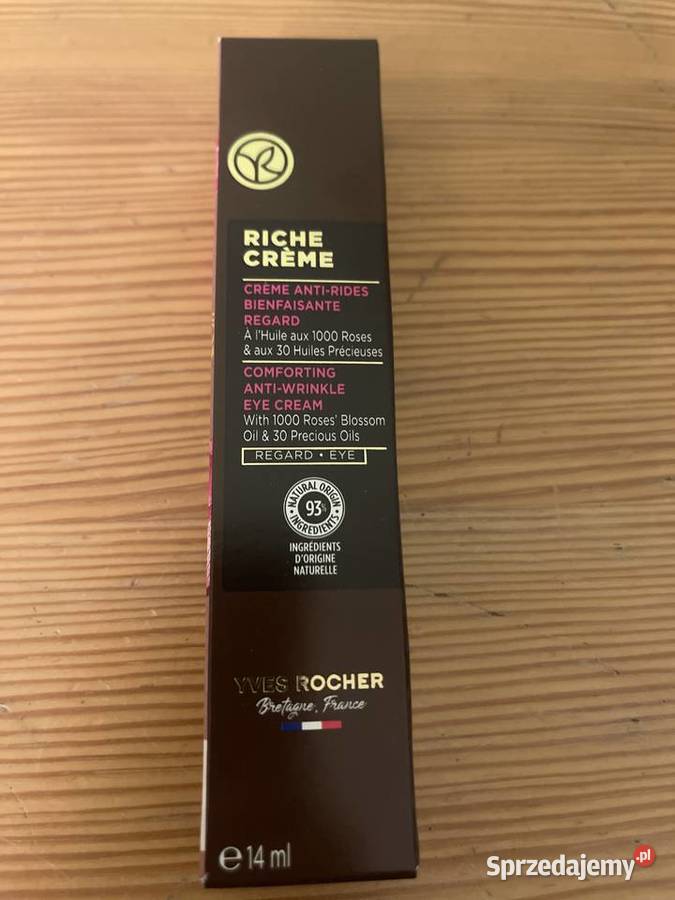 RICHE
CRÈME
CRÈME ANTI-RIDES
BIENFAISANTE
REGARD
À l'Huile aux 1000 Roses
& aux 30 Huiles Précieuses
COMFORTING
ANTI-WRINKLE
EYE CREAM
With 1000 Roses' Blossom
Oil & 30 Precious Oils
REGARD • EYE
NATURAL ORIGIN
93%
INGREDIENTS
INGRÉDIENTS
D'ORIGINE
NATURELLE
YVES ROCHER
Bretagne, France
℮ 14 ml
Sprzedajemy.pl